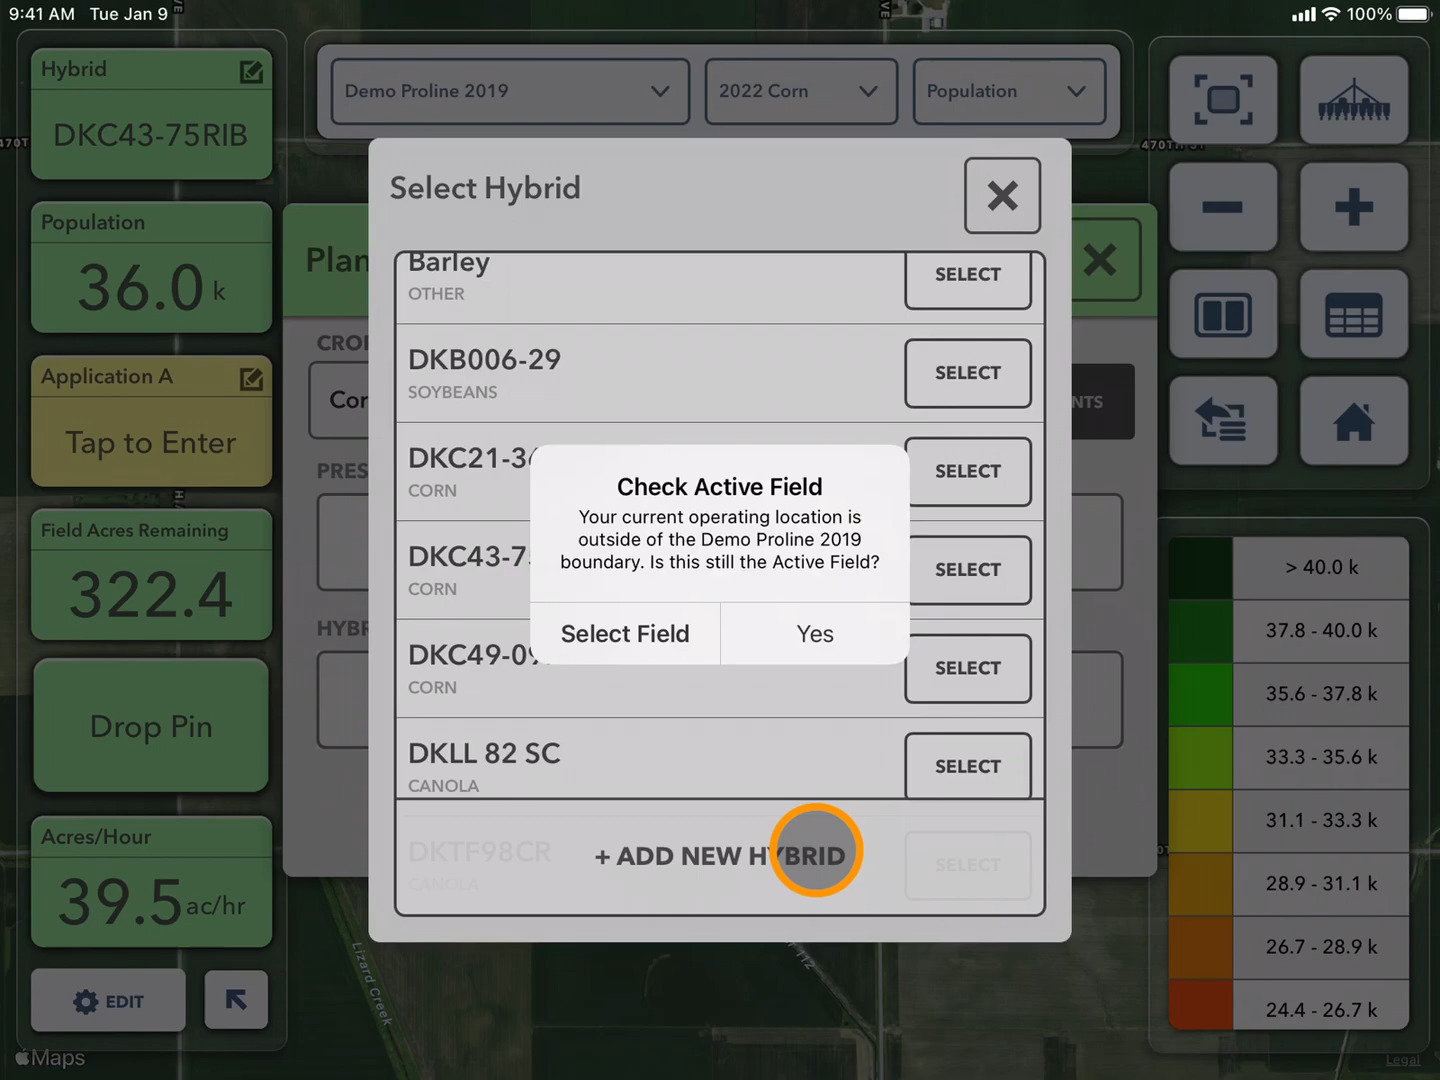 9:41 AM Tue Jan 9
100%
Hybrid
DKC43-75RIB
Population
36.0 k
Application A
Tap to Enter
Field Acres Remaining
322.4
Drop Pin
Acres/Hour
39.5 ac/hr
EDIT
Maps
Demo Proline 2019
2022 Corn
Population
Select Hybrid
Barley
OTHER
SELECT
DKB006-29
SOYBEANS
SELECT
DKC21-3
CORN
SELECT
DKC43-7
CORN
SELECT
DKC49-0
CORN
SELECT
DKLL 82 SC
CANOLA
SELECT
DKTF98CR
CANOLA
SELECT
+ ADD NEW HYBRID
Check Active Field
Your current operating location is
outside of the Demo Proline 2019
boundary. Is this still the Active Field?
Select Field
Yes
Plan
CRO
Cor
NTS
PRES
HYB
470TH ST
Lizard Creek
> 40.0 k
37.8 - 40.0 k
35.6 - 37.8 k
33.3 - 35.6 k
31.1 - 33.3 k
28.9 - 31.1 k
26.7 - 28.9 k
24.4 - 26.7 k
Legal